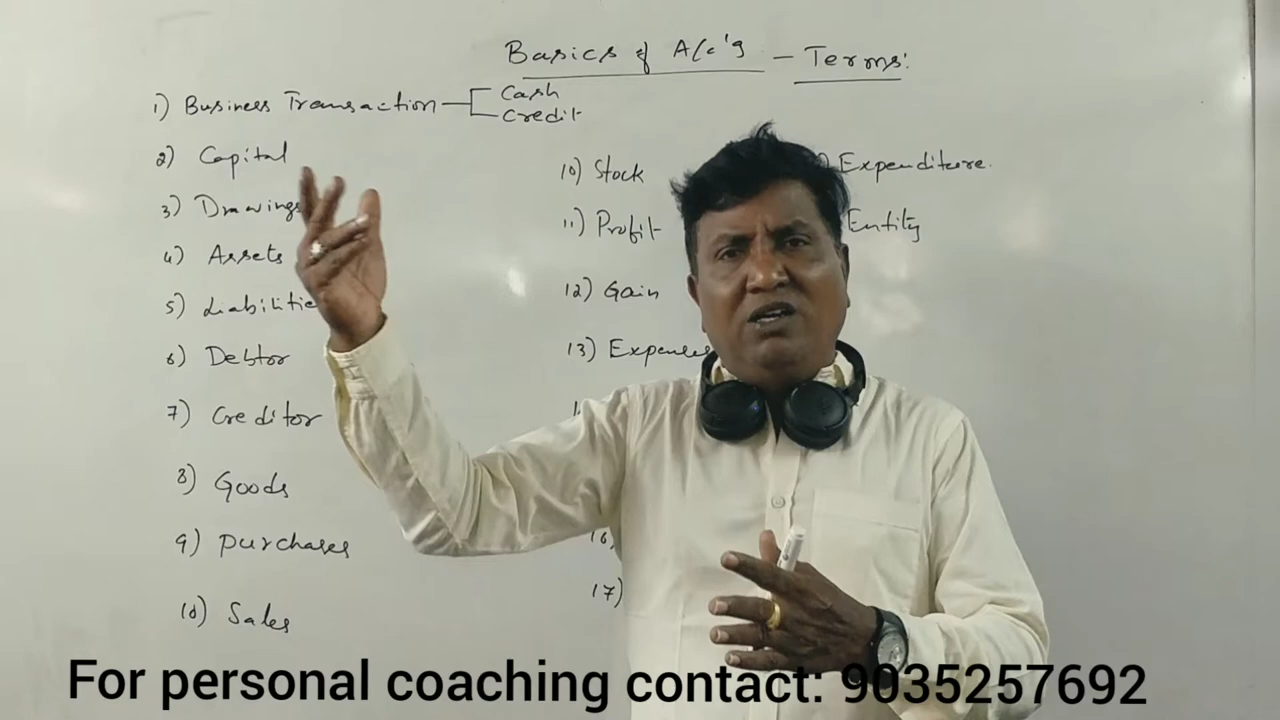 Basics of A/c'g - Terms:
1) Business Transaction
Cash
Credit
2) Capital
3) Drawings
4) Assets
5) Liabilitie
6) Debtor
7) Creditor
8) Goods
9) Purchases
10) Sales
10) Stock
11) Profit
12) Gain
13) Expenses
16)
17)
Expenditure.
Entity
For personal coaching contact: 9035257692